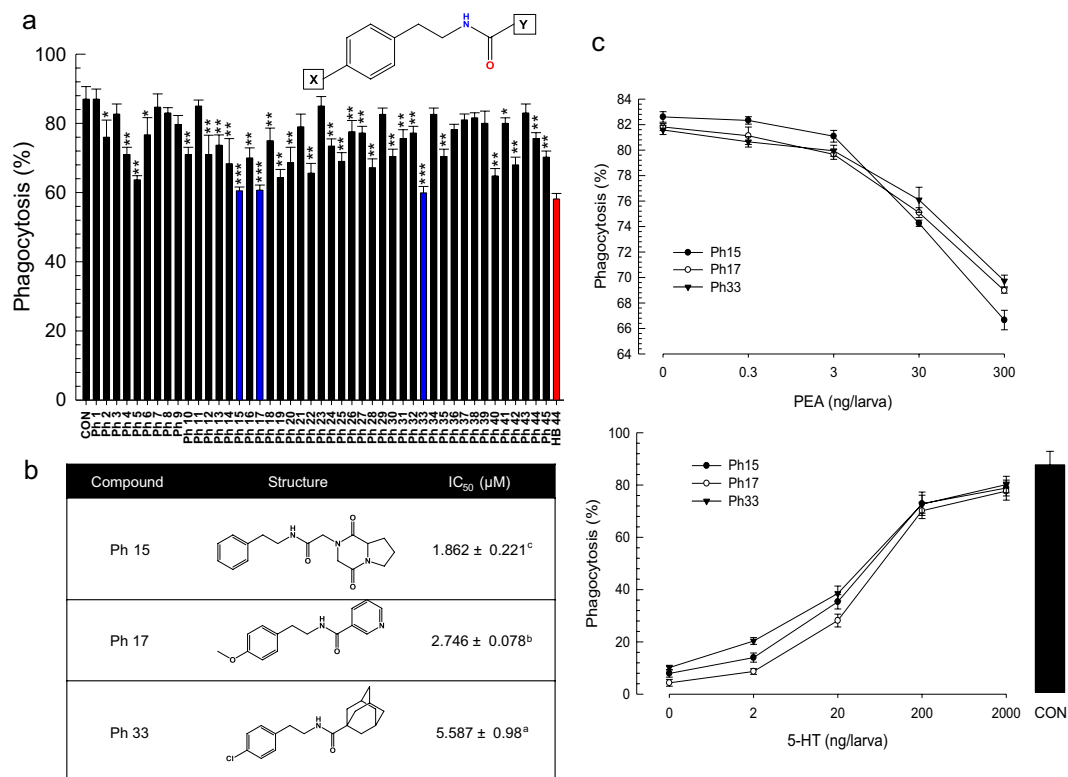 a
X
H
N
O
Y
Phagocytosis (%)
100
80
60
40
20
0
* ** ** * ** ** ** ** *** ** *** ** ** ** ** ** ** ** ** ** ** ** ** *** ** ** * ** ** **
CON
Ph 1
Ph 2
Ph 3
Ph 4
Ph 5
Ph 6
Ph 7
Ph 8
Ph 9
Ph 10
Ph 1
Ph 12
Ph 13
Ph 14
Ph 15
Ph 16
Ph 17
Ph 18
Ph 19
Ph 20
Ph 21
Ph 22
Ph 23
Ph 24
Ph 25
Ph 26
Ph 27
Ph 28
Ph 29
Ph 30
Ph 31
Ph 32
Ph 33
Ph 34
Ph 35
Ph 36
Ph 37
Ph 38
Ph 39
Ph 40
Ph 41
Ph 42
Ph 43
Ph 44
Ph 45
HB 44
b
Compound Structure IC₅₀ (µM)
Ph 15
H
N
O
O
N
N
O
1.862 ± 0.221ᶜ
Ph 17
O
H
N
O
N
2.746 ± 0.078ᵇ
Ph 33
Cl
H
N
O
5.587 ± 0.98ᵃ
c
Phagocytosis (%)
84
82
80
78
76
74
72
70
68
66
64
Ph15
Ph17
Ph33
0 0.3 3 30 300
PEA (ng/larva)
Phagocytosis (%)
100
80
60
40
20
0
Ph15
Ph17
Ph33
0 2 20 200 2000 CON
5-HT (ng/larva)